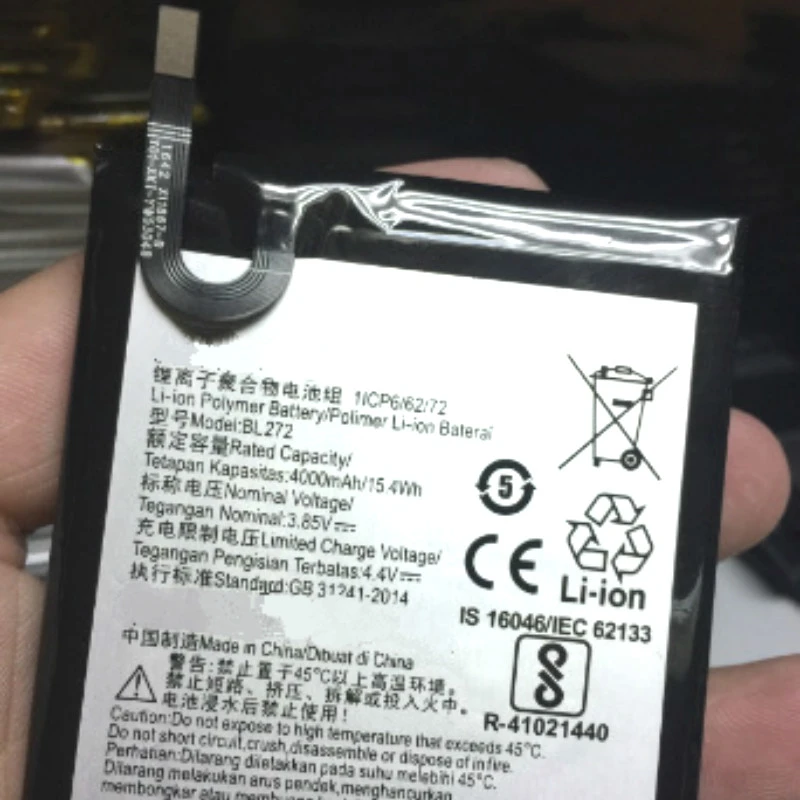 锂离子聚合物电池组 1ICP6/62/72
Li-ion Polymer Battery/Polimer Li-ion Baterai
型号Model:BL272
额定容量Rated Capacity/
Tetapan Kapasitas:4000mAh/15.4Wh
标称电压Nominal Voltage/
Tegangan Nominal:3.85V⎓
充电限制电压Limited Charge Voltage/
Tegangan Pengisian Terbatas:4.4V⎓
执行标准Standard:GB 31241-2014
5
CE
Li-ion
IS 16046/IEC 62133
R-41021440
中国制造Made in China/Dibuat di China
警告:禁止置于45°C以上高温环境。
禁止短路、挤压、拆解或投入火中。
电池浸水后禁止使用！
Caution:Do not expose to high temperature that exceeds 45°C.
Do not short circuit,crush,disassemble or dispose of in fire.
Perhatian:Dilarang diletakkan pada suhu melebihi 45°C.
Dilarang melakukan arus pendek,menghancurkan
membongkar atau membuang